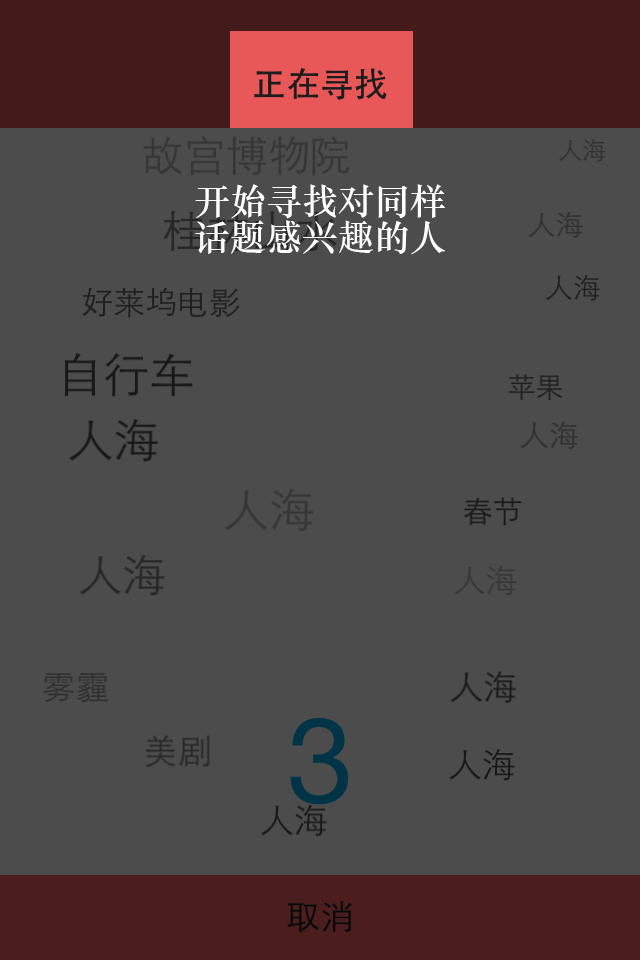 正在寻找
故宫博物院
人海
开始寻找对同样
话题感兴趣的人
人海
好莱坞电影
人海
自行车
苹果
人海
人海
人海
春节
人海
人海
雾霾
人海
美剧
3
人海
人海
取消